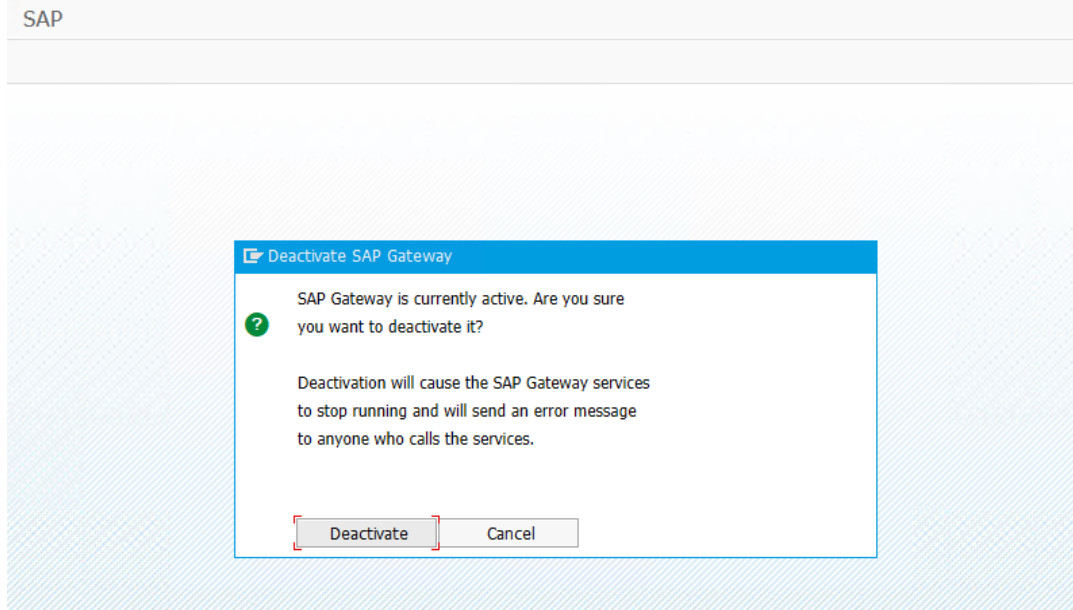 SAP
Deactivate SAP Gateway
SAP Gateway is currently active. Are you sure
you want to deactivate it?
Deactivation will cause the SAP Gateway services
to stop running and will send an error message
to anyone who calls the services.
Deactivate
Cancel